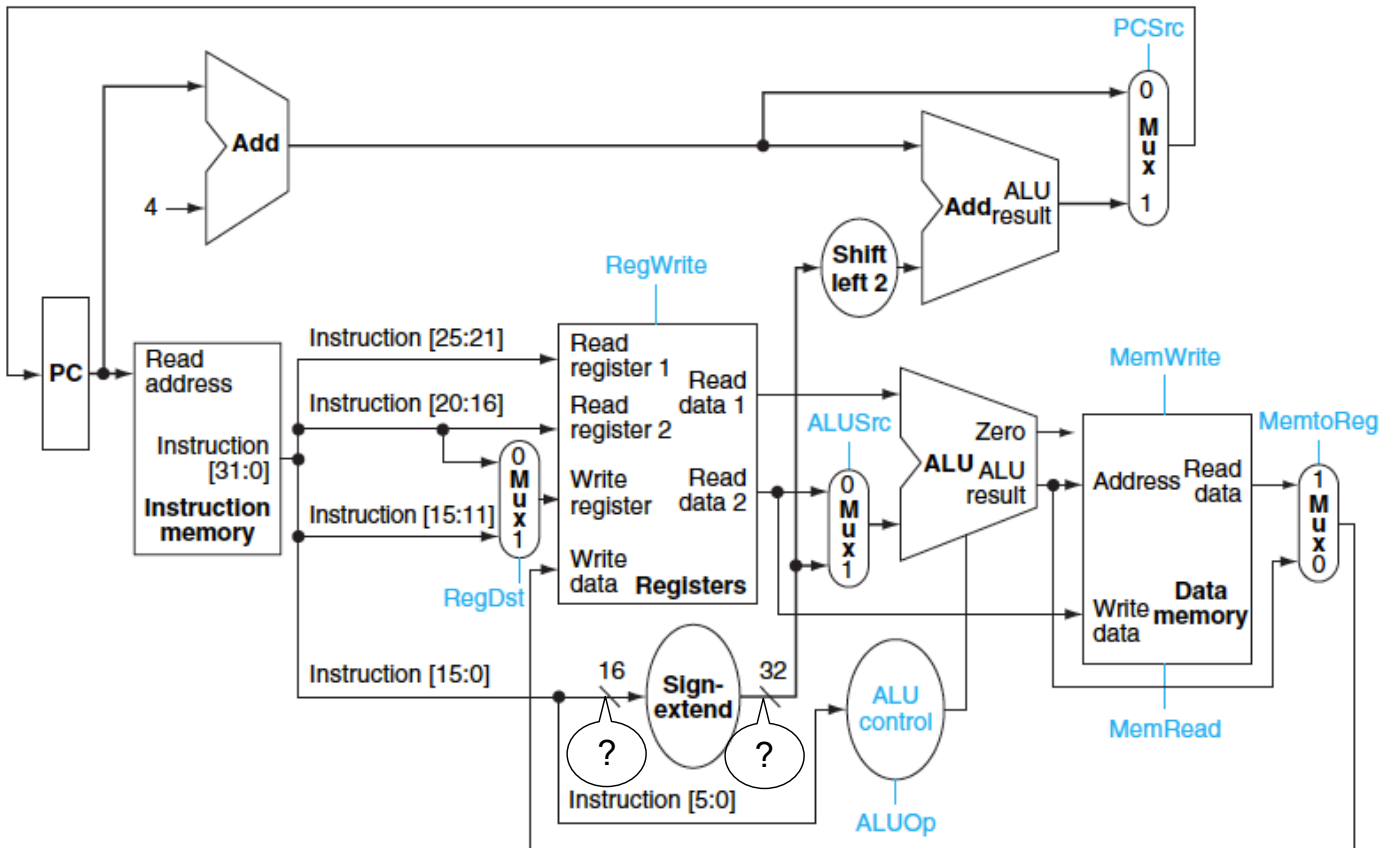 PCSrc
0
M
u
x
1
Add
4
Add
ALU
result
Shift
left 2
RegWrite
PC
Read
address
Instruction
[31:0]
Instruction
memory
Instruction [25:21]
Instruction [20:16]
Instruction [15:11]
0
M
u
x
1
RegDst
Read
register 1
Read
register 2
Write
register
Write
data
Read
data 1
Read
data 2
Registers
ALUSrc
0
M
u
x
1
Zero
ALU
ALU
result
MemWrite
Address
Read
data
Write
data
Data
memory
MemRead
MemtoReg
1
M
u
x
0
Instruction [15:0]
16
Sign-
extend
32
?
?
ALU
control
Instruction [5:0]
ALUOp